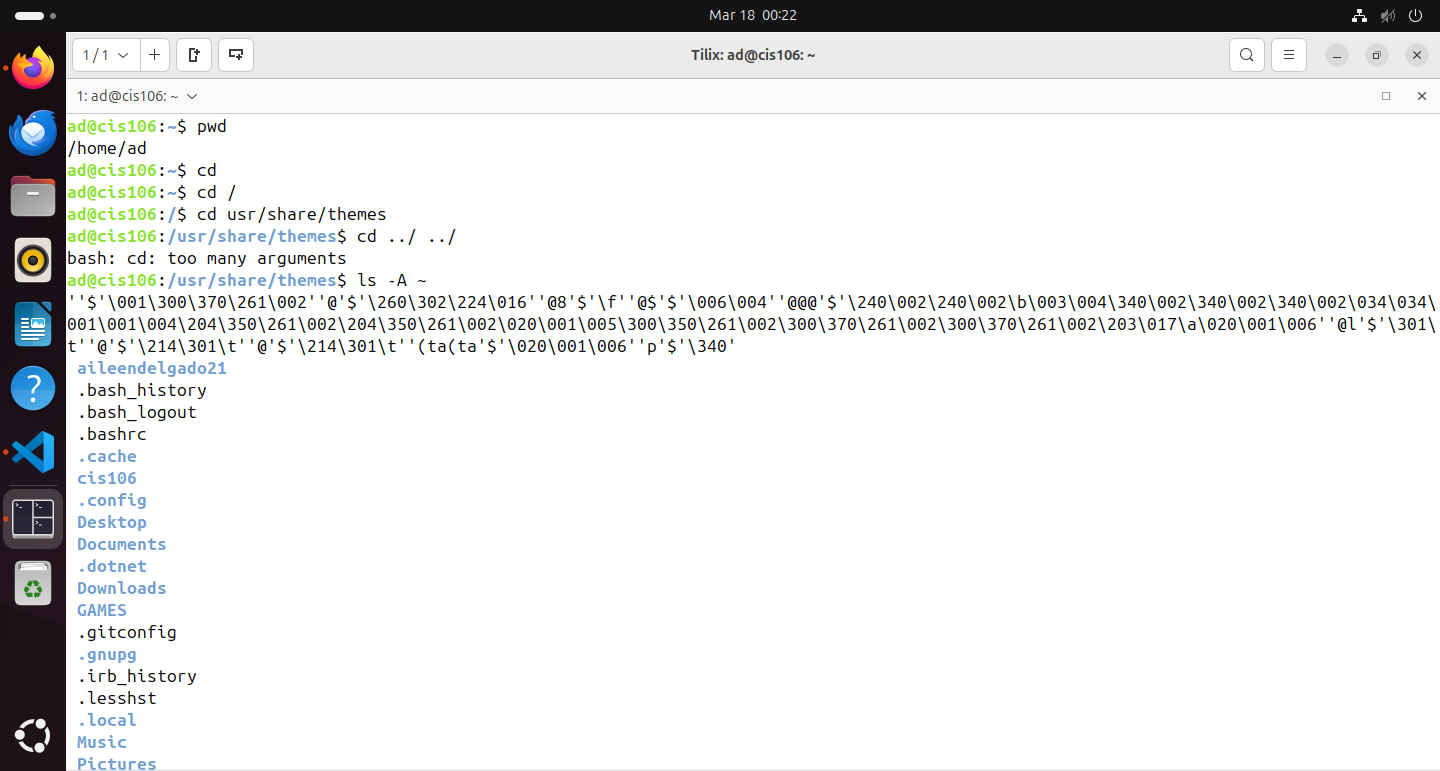 Mar 18 00:22
1 / 1
Tilix: ad@cis106: ~
1: ad@cis106: ~
ad@cis106:~$ pwd
/home/ad
ad@cis106:~$ cd
ad@cis106:~$ cd /
ad@cis106:/$ cd usr/share/themes
ad@cis106:/usr/share/themes$ cd ../ ../
bash: cd: too many arguments
ad@cis106:/usr/share/themes$ ls -A ~
''$'\001\300\370\261\002''@'$'\260\302\224\016''@8'$'\f''@$'$'\006\004''@@@'$'\240\002\240\002\b\003\004\340\002\340\002\340\002\034\034\
001\001\004\204\350\261\002\204\350\261\002\020\001\005\300\350\261\002\300\370\261\002\300\370\261\002\203\017\a\020\001\006''@l'$'\301\
t''@'$'\214\301\t''@'$'\214\301\t''(ta(ta'$'\020\001\006''p'$'\340'
aileendelgado21
.bash_history
.bash_logout
.bashrc
.cache
cis106
.config
Desktop
Documents
.dotnet
Downloads
GAMES
.gitconfig
.gnupg
.irb_history
.lesshst
.local
Music
Pictures